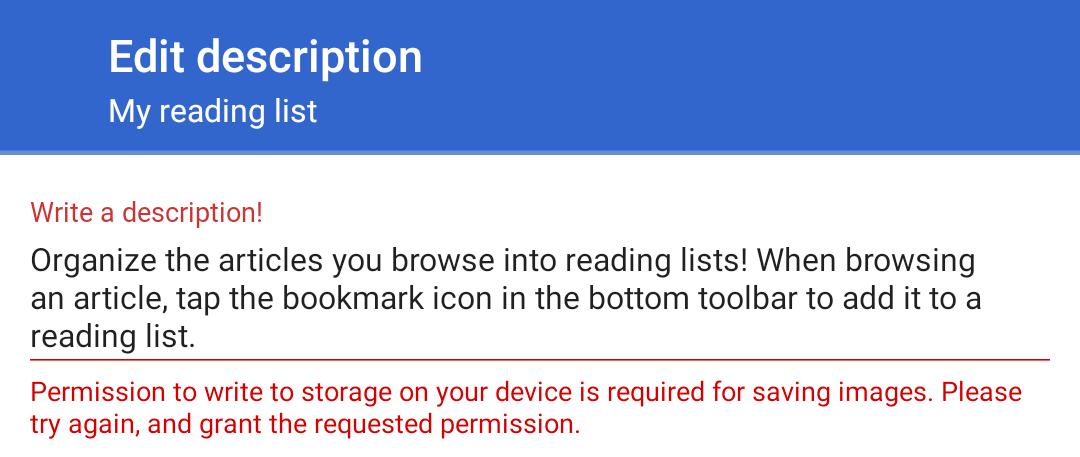 Edit description
My reading list
Write a description!
Organize the articles you browse into reading lists! When browsing
an article, tap the bookmark icon in the bottom toolbar to add it to a
reading list.
Permission to write to storage on your device is required for saving images. Please
try again, and grant the requested permission.